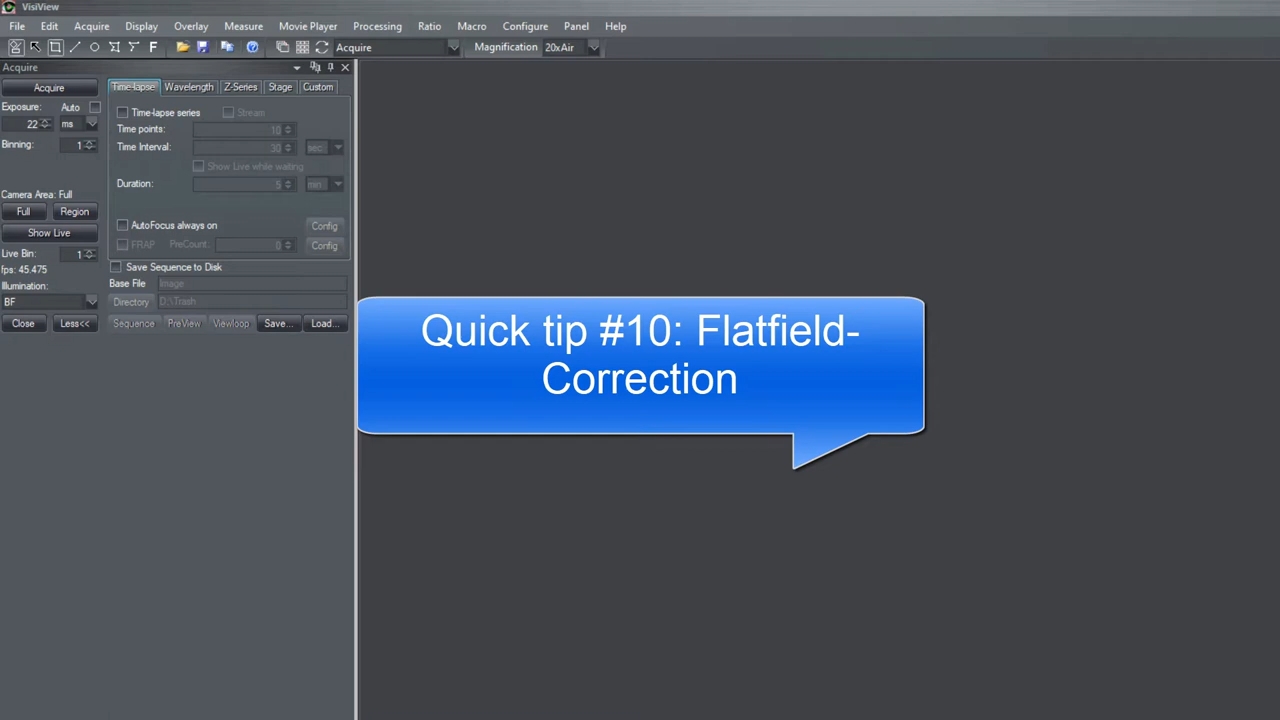 VisiView
File Edit Acquire Display Overlay Measure Movie Player Processing Ratio Macro Configure Panel Help
F Acquire Magnification 20xAir
Acquire
Acquire Time-lapse Wavelength Z-Series Stage Custom
Exposure: Auto Time-lapse series Stream
22 ms Time points: 10
Binning: 1 Time Interval: 30 sec
Show Live while waiting
Duration: 5 min
Camera Area: Full
Full Region
AutoFocus always on Config
Show Live FRAP PreCount: 0 Config
Live Bin: 1
fps: 45.475 Save Sequence to Disk
Illumination: Base File Image
BF Directory D:\Trash
Close Less<< Sequence PreView Viewloop Save... Load...
Quick tip #10: Flatfield-
Correction